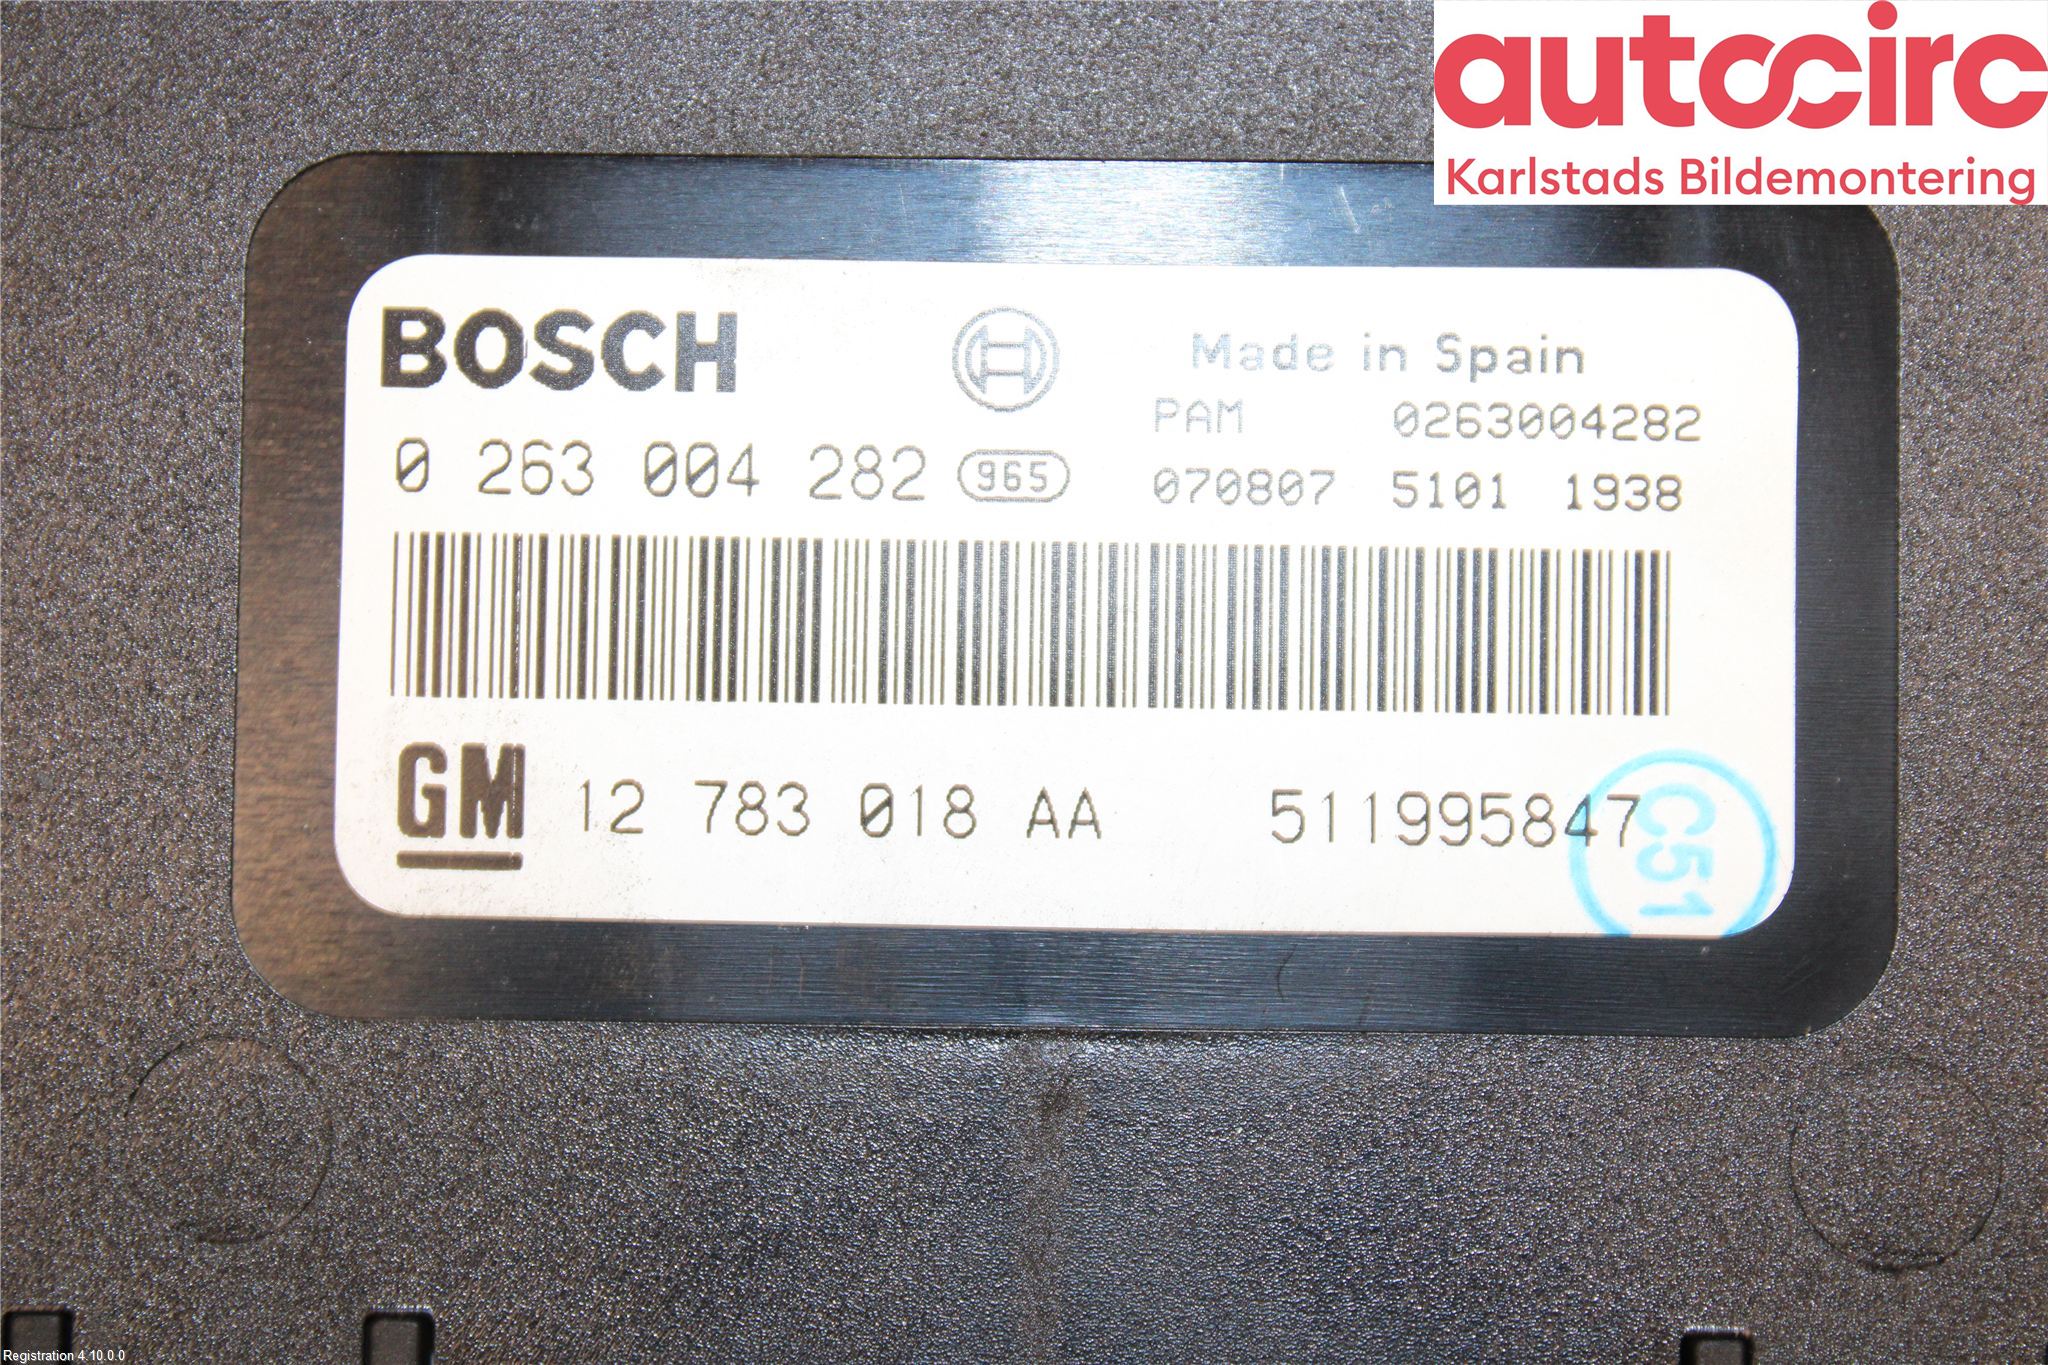 autocirc
Karlstads Bildemontering
BOSCH
Made in Spain
PAM 0263004282
0 263 004 282 965
070807 5101 1938
GM 12 783 018 AA 511995847
C51
Registration 4.10.0.0